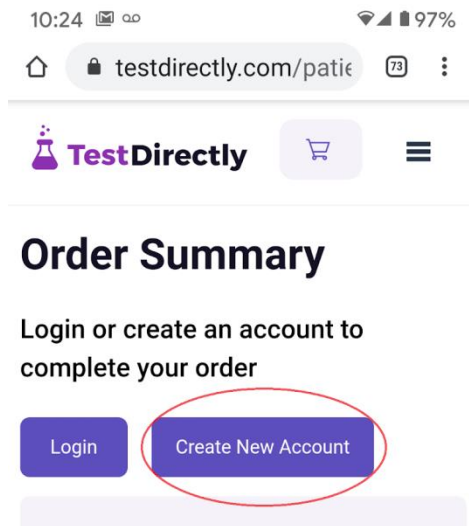 10:24 97%
testdirectly.com/patie 73
TestDirectly
Order Summary
Login or create an account to
complete your order
Login Create New Account